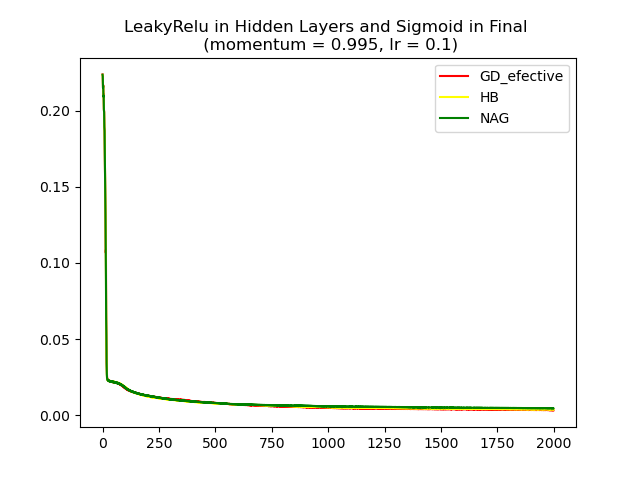 LeakyRelu in Hidden Layers and Sigmoid in Final
(momentum = 0.995, lr = 0.1)
GD_efective
HB
NAG
0.20
0.15
0.10
0.05
0.00
0 250 500 750 1000 1250 1500 1750 2000